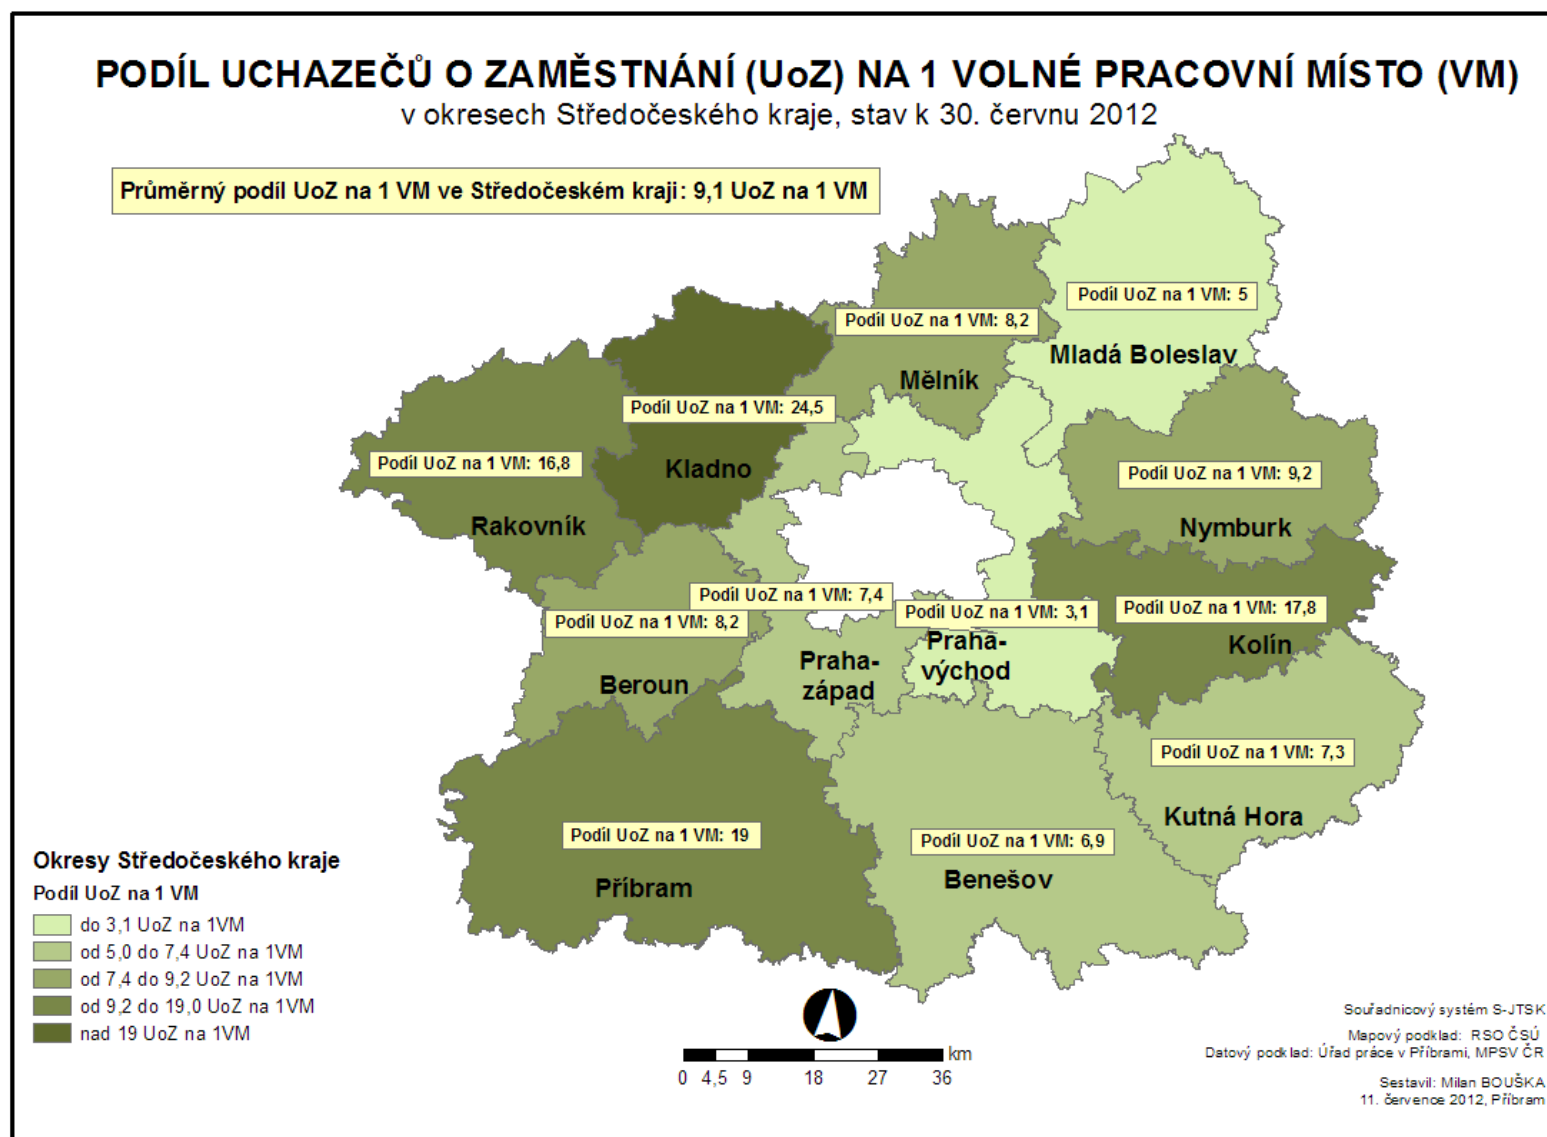 PODÍL UCHAZEČŮ O ZAMĚSTNÁNÍ (UoZ) NA 1 VOLNÉ PRACOVNÍ MÍSTO (VM)
v okresech Středočeského kraje, stav k 30. červnu 2012
Průměrný podíl UoZ na 1 VM ve Středočeském kraji: 9,1 UoZ na 1 VM
Podíl UoZ na 1 VM: 5
Mladá Boleslav
Podíl UoZ na 1 VM: 8,2
Mělník
Podíl UoZ na 1 VM: 24,5
Kladno
Podíl UoZ na 1 VM: 16,8
Rakovník
Podíl UoZ na 1 VM: 9,2
Nymburk
Podíl UoZ na 1 VM: 7,4
Praha-
západ
Podíl UoZ na 1 VM: 3,1
Praha-
východ
Podíl UoZ na 1 VM: 17,8
Kolín
Podíl UoZ na 1 VM: 8,2
Beroun
Podíl UoZ na 1 VM: 7,3
Kutná Hora
Podíl UoZ na 1 VM: 19
Příbram
Podíl UoZ na 1 VM: 6,9
Benešov
Okresy Středočeského kraje
Podíl UoZ na 1 VM
do 3,1 UoZ na 1VM
od 5,0 do 7,4 UoZ na 1VM
od 7,4 do 9,2 UoZ na 1VM
od 9,2 do 19,0 UoZ na 1VM
nad 19 UoZ na 1VM
km
0 4,5 9 18 27 36
Souřadnicový systém S-JTSK
Mapový podklad: RSO ČSÚ
Datový podklad: Úřad práce v Příbrami, MPSV ČR
Sestavil: Milan BOUŠKA
11. července 2012, Příbram